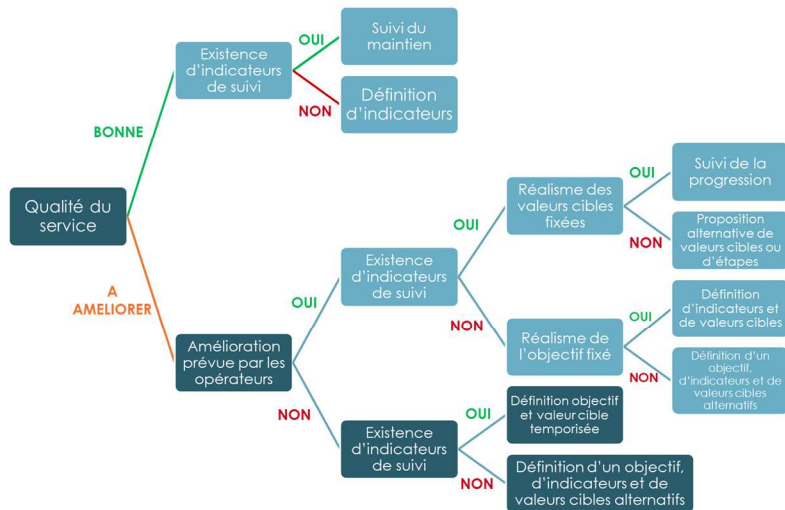 Qualité du
service
BONNE
A
AMELIORER
Existence
d'indicateurs
de suivi
OUI
Suivi du
maintien
NON
Définition
d'indicateurs
Amélioration
prévue par les
opérateurs
OUI
Existence
d'indicateurs
de suivi
OUI
Réalisme des
valeurs cibles
fixées
OUI
Suivi de la
progression
NON
Proposition
alternative de
valeurs cibles ou
d'étapes
NON
Réalisme de
l'objectif fixé
OUI
Définition
d'indicateurs et
de valeurs cibles
NON
Définition d'un
objectif,
d'indicateurs et de
valeurs cibles
alternatifs
NON
Existence
d'indicateurs
de suivi
OUI
Définition objectif
et valeur cible
temporisée
NON
Définition d'un objectif,
d'indicateurs et de
valeurs cibles alternatifs